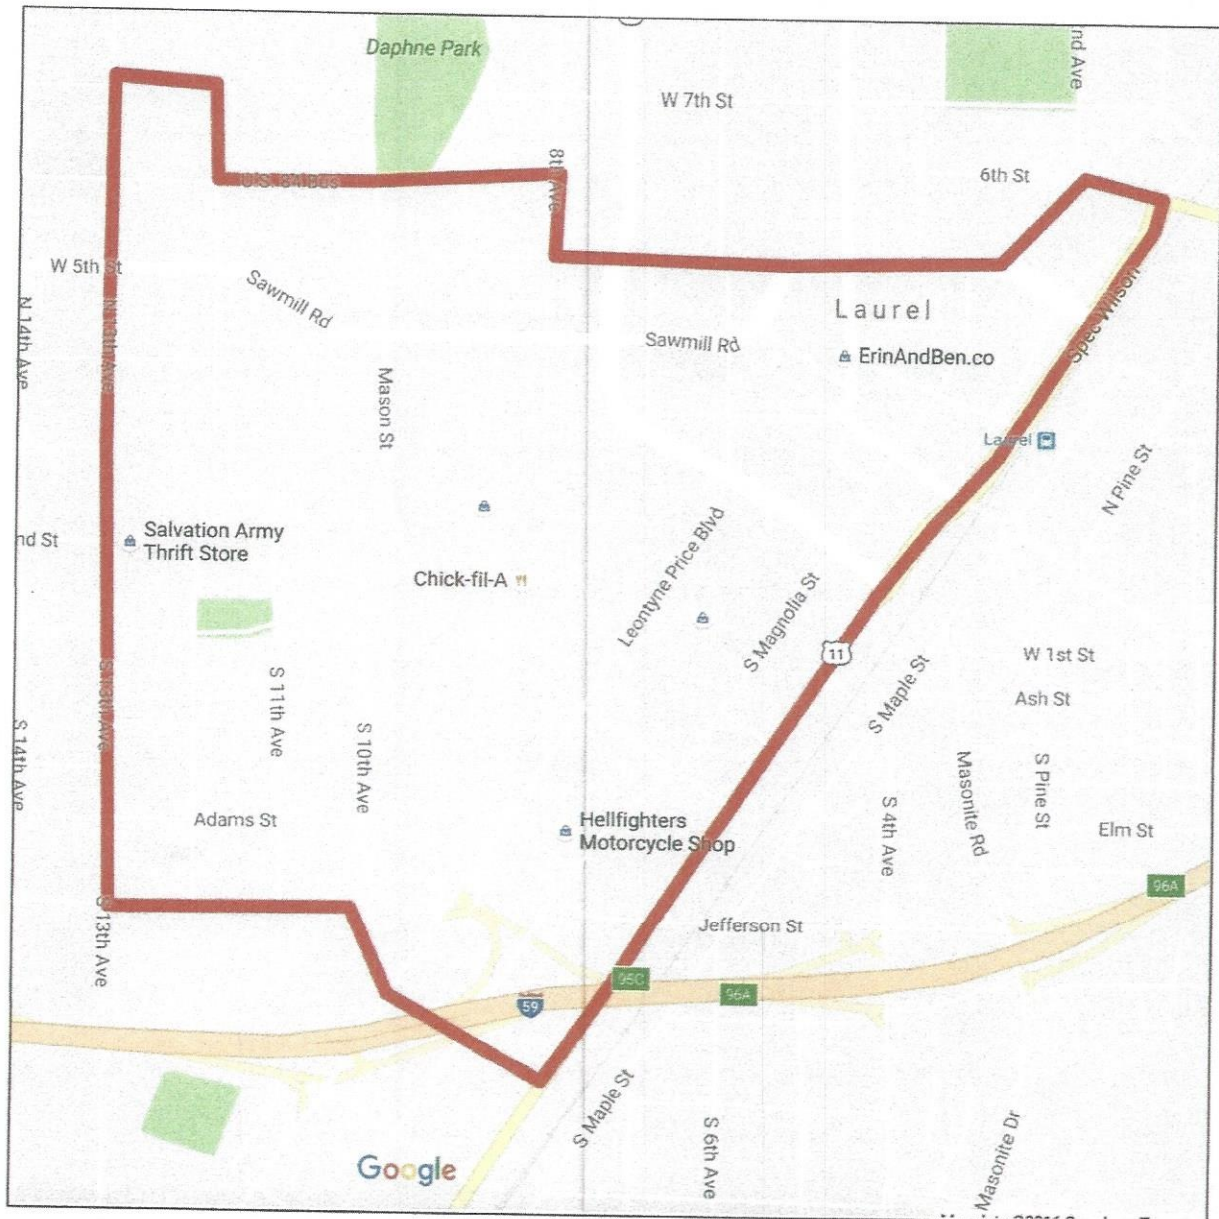 Daphne Park
nd Ave
W 7th St
8th Ave
6th St
U.S. 84 Bus
W 5th St
Sawmill Rd
N 14th Ave
N 13th Ave
Laurel
Spec Wilson
Sawmill Rd
ErinAndBen.co
Mason St
Laurel
N Pine St
Salvation Army
Thrift Store
nd St
Chick-fil-A
Leontyne Price Blvd
S Magnolia St
11
S Maple St
W 1st St
Ash St
S 13th Ave
S 11th Ave
S 10th Ave
S 14th Ave
Masonite Rd
S Pine St
S 4th Ave
Adams St
Hellfighters
Motorcycle Shop
Elm St
96A
S 13th Ave
Jefferson St
95C
96A
59
S Maple St
S 6th Ave
Masonite Dr
Google